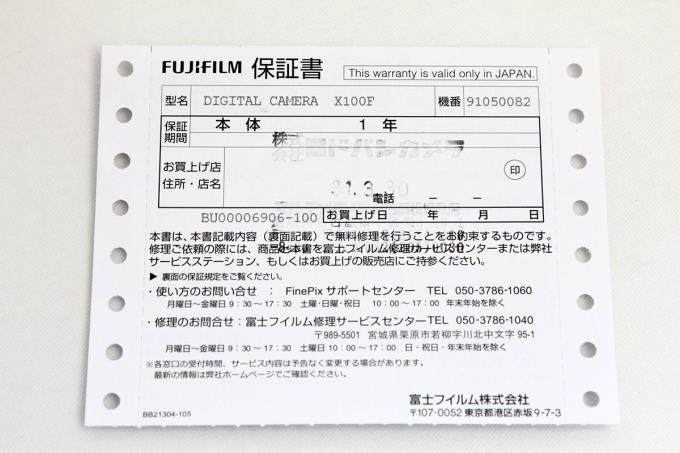 FUJIFILM 保証書 This warranty is valid only in JAPAN.
型名 DIGITAL CAMERA X100F 機番 91050082
保証期間 本体 1年
株式会社 ヨドバシカメラ
お買上げ店
住所・店名
印
31.3.30
電話 － －
BU00006906-100 お買上げ日 年 月 日
本書は、本書記載内容（裏面記載）で無料修理を行うことをお約束するものです。
修理ご依頼の際には、商品と本書を富士フイルム修理サービスセンターまたは弊社
サービスステーション、もしくはお買上げの販売店にご持参ください。
▶ 裏面の保証規定をご覧ください。
・使い方のお問い合せ ： FinePix サポートセンター TEL 050-3786-1060
月曜日〜金曜日 9：30〜17：30 土曜・日曜・祝日 10：00〜17：00 年末年始を除く
・修理のお問合せ：富士フイルム修理サービスセンターTEL 050-3786-1040
〒989-5501 宮城県栗原市若柳字川北中文字 95-1
月曜日〜金曜日 9：30〜17：30 土曜日 10：00〜17：00 日・祝日・年末年始を除く
※各窓口の受付時間、サービス内容は予告なく変更する場合があります。
最新の情報は弊社ホームページでご確認ください。
富士フイルム株式会社
BB21304-105 〒107-0052 東京都港区赤坂 9-7-3